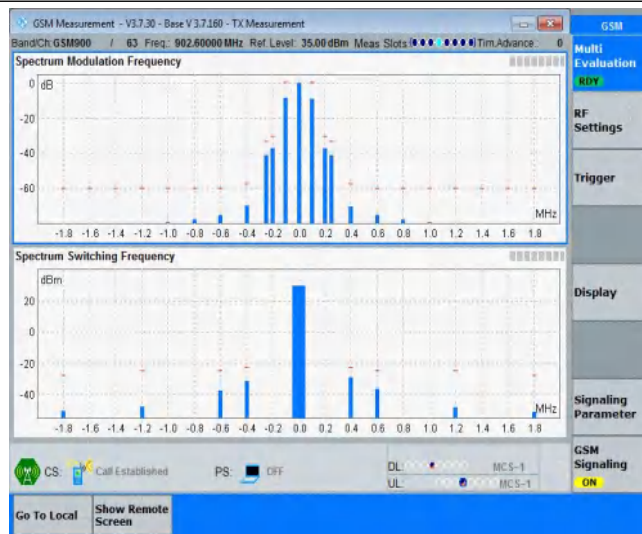 GSM Measurement - V3.7.30 - Base V 3.7.160 - TX Measurement
GSM
Band/Ch: GSM900 / 63 Freq.: 902.60000 MHz Ref. Level: 35.00 dBm Meas Slots Tim.Advance: 0
Multi Evaluation
RDY
Spectrum Modulation Frequency
dB
0
-20
-40
-60
MHz
-1.8 -1.6 -1.4 -1.2 -1.0 -0.8 -0.6 -0.4 -0.2 0.0 0.2 0.4 0.6 0.8 1.0 1.2 1.4 1.6 1.8
RF Settings
Trigger
Spectrum Switching Frequency
dBm
20
0
-20
-40
MHz
-1.8 -1.6 -1.4 -1.2 -1.0 -0.8 -0.6 -0.4 -0.2 0.0 0.2 0.4 0.6 0.8 1.0 1.2 1.4 1.6 1.8
Display
Signaling Parameter
CS: Call Established PS: OFF
DL: MCS-1
UL: MCS-1
GSM Signaling
ON
Go To Local
Show Remote Screen